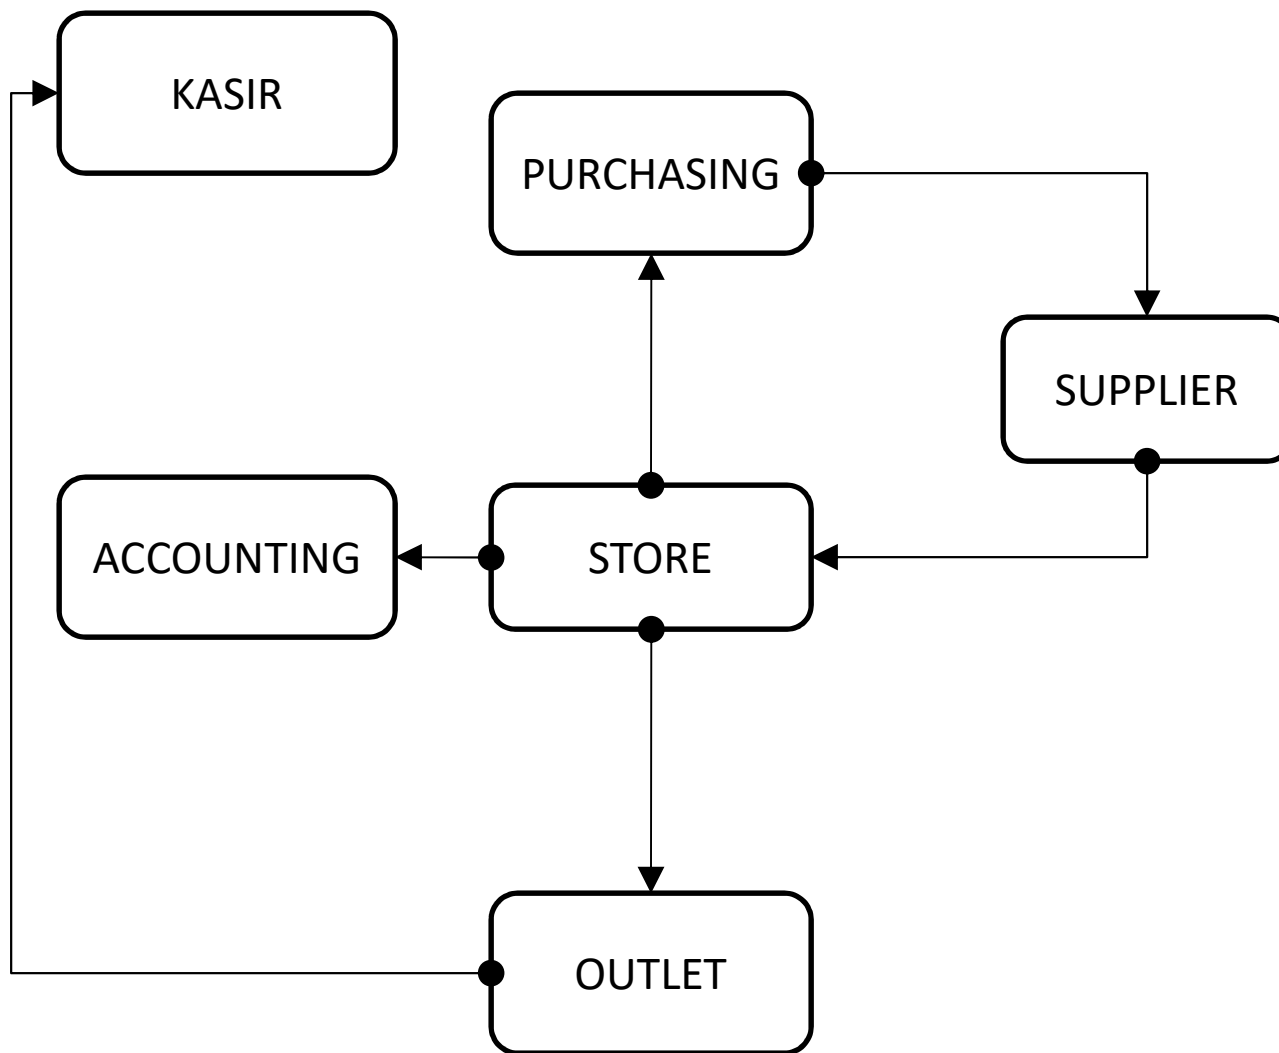 KASIR
PURCHASING
SUPPLIER
ACCOUNTING
STORE
OUTLET